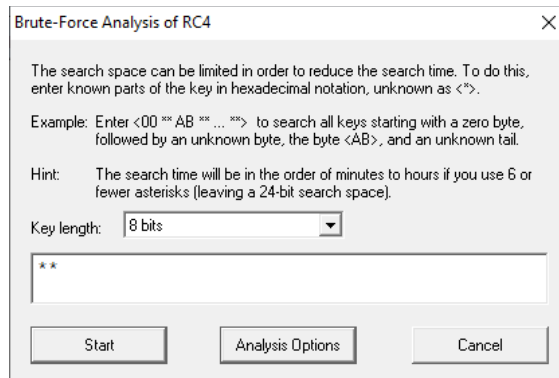 Brute-Force Analysis of RC4
The search space can be limited in order to reduce the search time. To do this,
enter known parts of the key in hexadecimal notation, unknown as <*>.
Example: Enter <00 ** AB ** ... **> to search all keys starting with a zero byte,
followed by an unknown byte, the byte <AB>, and an unknown tail.
Hint: The search time will be in the order of minutes to hours if you use 6 or
fewer asterisks (leaving a 24-bit search space).
Key length: 8 bits
**
Start Analysis Options Cancel